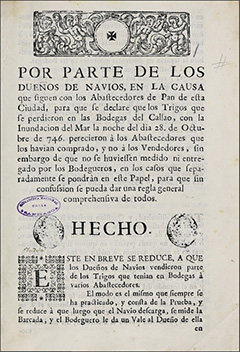 POR PARTE DE LOS
DUEÑOS DE NAVIOS, EN LA CAUSA
que siguen con los Abastecedores de Pan de esta
Ciudad, para que se declare que los Trigos que
se perdieron en las Bodegas del Callao, con la
Inundacion del Mar la noche del dia 28. de Octu-
bre de 746. perecieron à los Abastecedores que
los havian comprado, y no à los Vendedores, sin
embargo de que no se huviessen medido ni entre-
gado por los Bodegueros, en los casos que se-
paradamente se pondràn en este Papel, para que sin
confussion se pueda dar una regla general
comprehensiva de todos.
HECHO.
ESTE EN BREVE SE REDUCE, A QUE
los Dueños de Navios vendieron parte
de los Trigos que tenian en Bodegas à
varios Abastecedores.
El modo es el mismo que siempre se
ha practicado, y consta de la Prueba, y
se reduce à que luego que el Navio descarga, se mide la
Barcada, y el Bodeguero le da un Vale al Dueño de ella
en